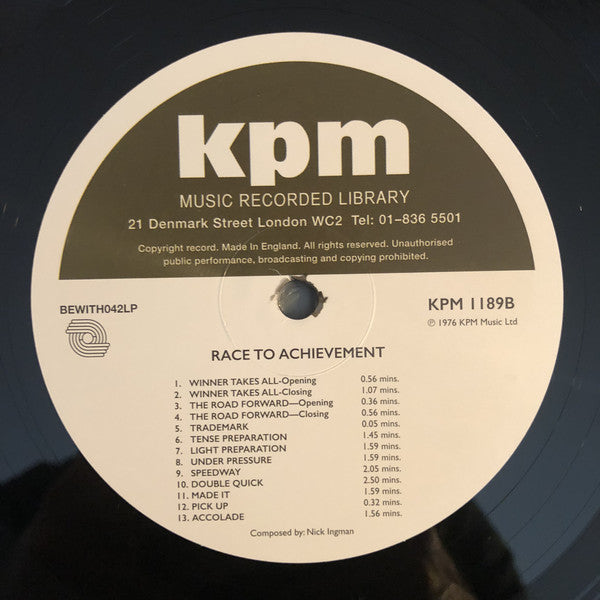 kpm
MUSIC RECORDED LIBRARY
21 Denmark Street London WC2 Tel: 01-836 5501
Copyright record. Made In England. All rights reserved. Unauthorised
public performance, broadcasting and copying prohibited.
BEWITH042LP
KPM 1189B
℗ 1976 KPM Music Ltd
RACE TO ACHIEVEMENT
1. WINNER TAKES ALL-Opening 0.56 mins.
2. WINNER TAKES ALL-Closing 1.07 mins.
3. THE ROAD FORWARD—Opening 0.36 mins.
4. THE ROAD FORWARD—Closing 0.56 mins.
5. TRADEMARK 0.05 mins.
6. TENSE PREPARATION 1.45 mins.
7. LIGHT PREPARATION 1.59 mins.
8. UNDER PRESSURE 1.59 mins.
9. SPEEDWAY 2.05 mins.
10. DOUBLE QUICK 2.50 mins.
11. MADE IT 1.59 mins.
12. PICK UP 0.32 mins.
13. ACCOLADE 1.56 mins.
Composed by: Nick Ingman